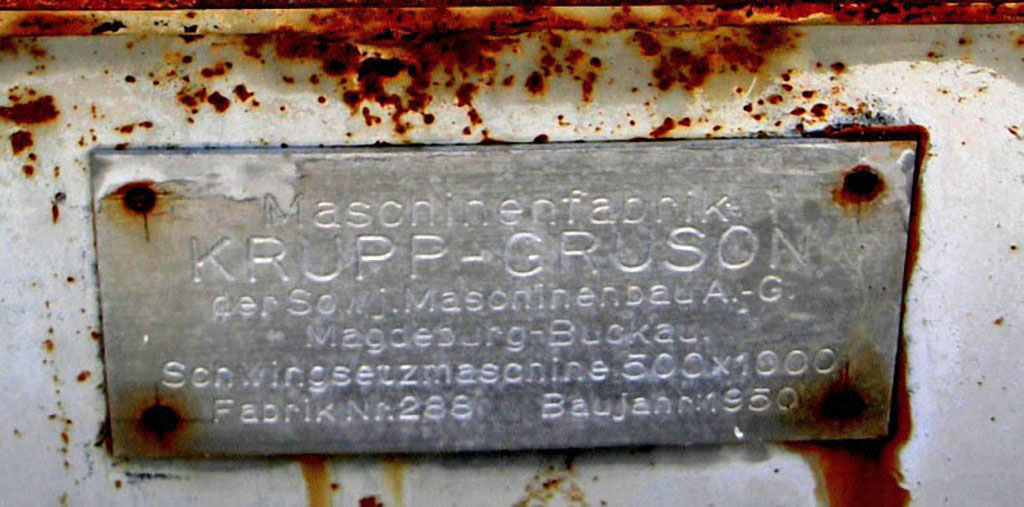 Maschinenfabrik
KRUPP-GRUSON
der Sowj. Maschinenbau A.-G.
Magdeburg-Buckau.
Schwingsetzmaschine 500x1000
Fabrik Nr. 288 Baujahr: 1950